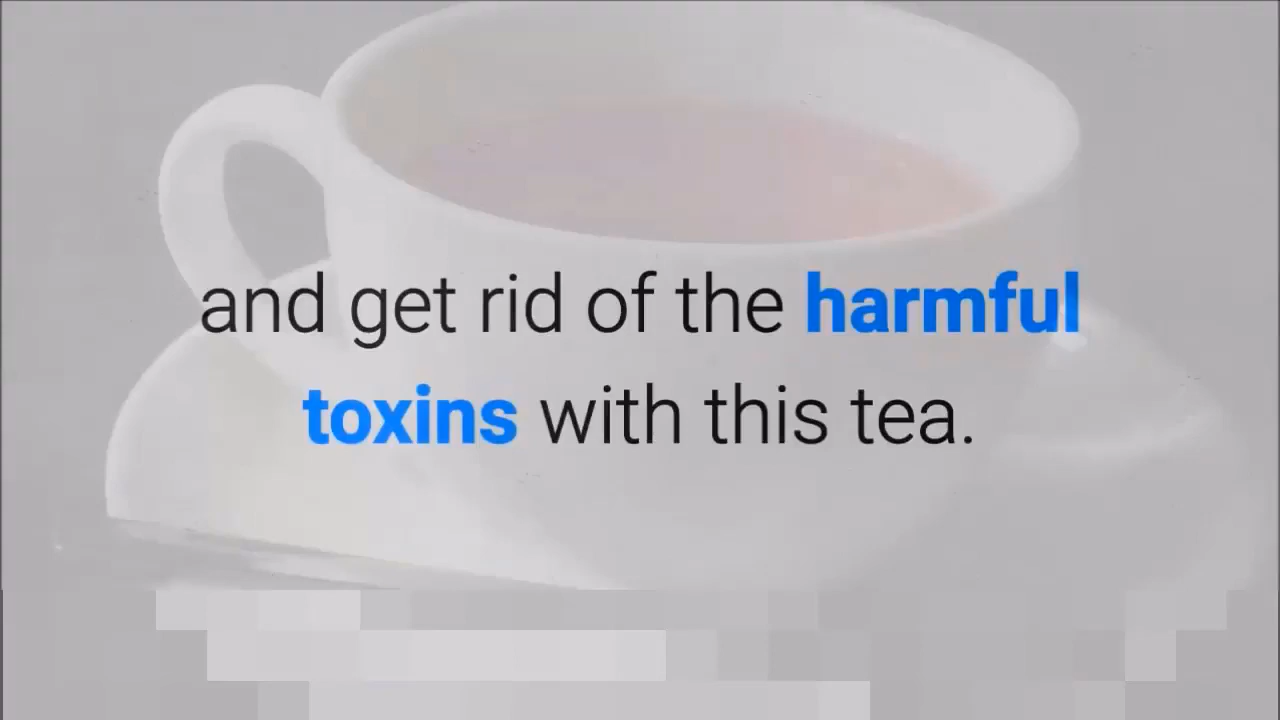 and get rid of the harmful
toxins with this tea.